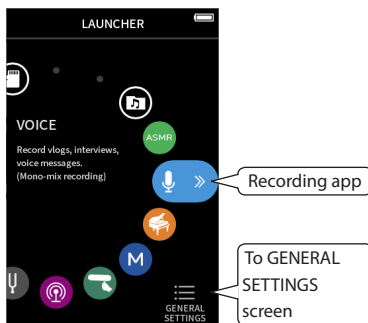 LAUNCHER
VOICE
Record vlogs, interviews,
voice messages.
(Mono-mix recording)
ASMR
Recording app
M
GENERAL
SETTINGS
To GENERAL
SETTINGS
screen